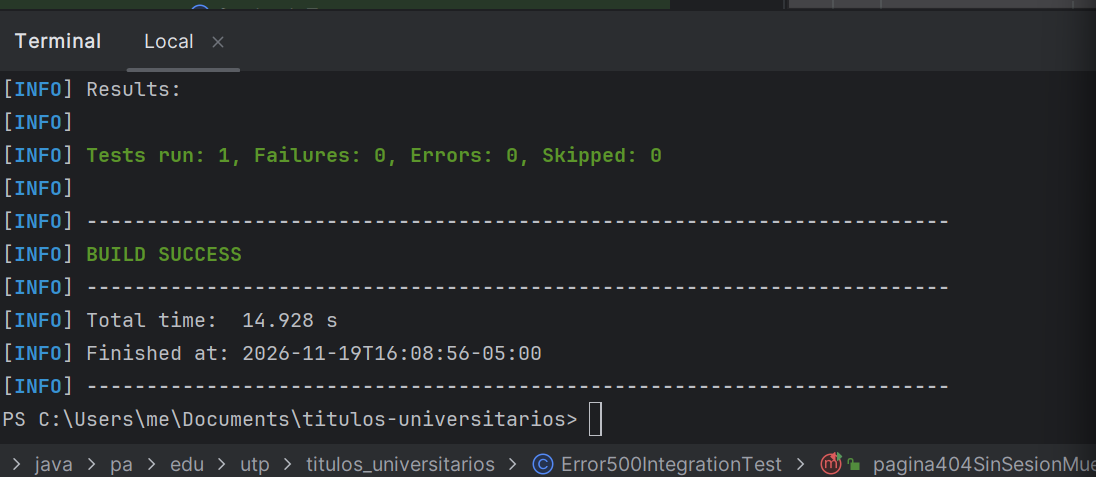 Terminal Local ×
[INFO] Results:
[INFO]
[INFO] Tests run: 1, Failures: 0, Errors: 0, Skipped: 0
[INFO]
[INFO] ------------------------------------------------------------------------
[INFO] BUILD SUCCESS
[INFO] ------------------------------------------------------------------------
[INFO] Total time:  14.928 s
[INFO] Finished at: 2026-11-19T16:08:56-05:00
[INFO] ------------------------------------------------------------------------
PS C:\Users\me\Documents\titulos-universitarios>
> java > pa > edu > utp > titulos_universitarios > Error500IntegrationTest > pagina404SinSesionMue